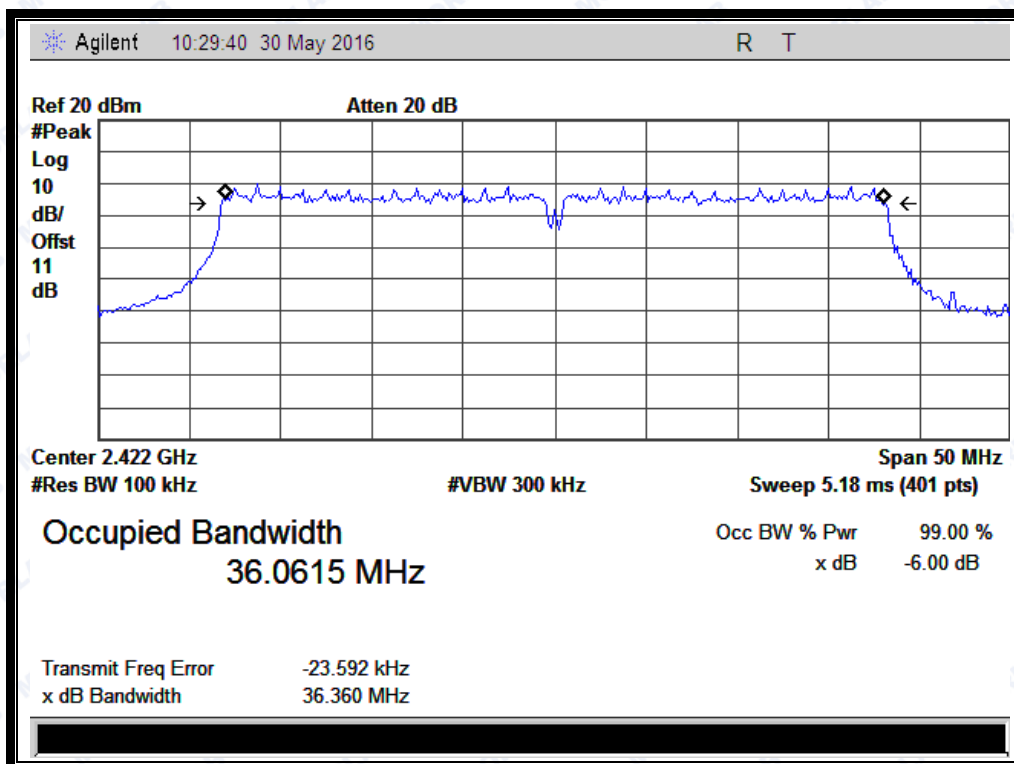 Agilent 10:29:40 30 May 2016 R T
Ref 20 dBm Atten 20 dB
#Peak
Log
10
dB/
Offst
11
dB
Center 2.422 GHz Span 50 MHz
#Res BW 100 kHz #VBW 300 kHz Sweep 5.18 ms (401 pts)
Occupied Bandwidth Occ BW % Pwr 99.00 %
36.0615 MHz x dB -6.00 dB
Transmit Freq Error -23.592 kHz
x dB Bandwidth 36.360 MHz